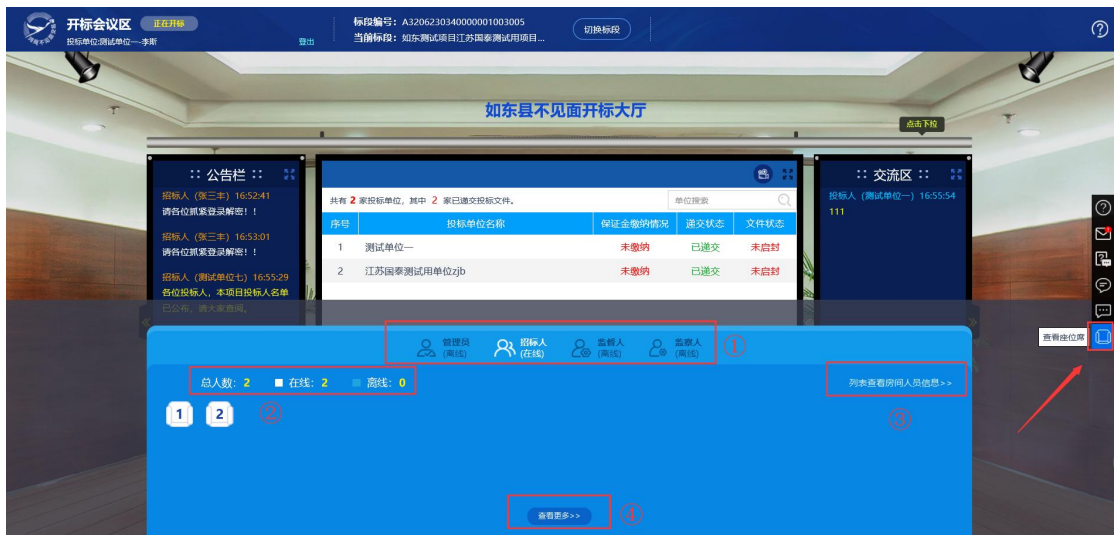 开标会议区 正在开标
投标单位:测试单位一-李斯 登出
标段编号：A3206230340000001003005
当前标段：如东测试项目江苏国泰测试用项目...
切换标段
如东县不见面开标大厅
点击下拉
:: 公告栏 ::
招标人（张三丰）16:52:41
请各位抓紧登录解密！！
招标人（张三丰）16:53:01
请各位抓紧登录解密！！
招标人（测试单位七）16:55:29
各位投标人，本项目投标人名单
已公布，请大家查阅。
共有 2 家投标单位，其中 2 家已递交投标文件。
单位搜索
序号 投标单位名称 保证金缴纳情况 递交状态 文件状态
1 测试单位一 未缴纳 已递交 未启封
2 江苏国泰测试用单位zjb 未缴纳 已递交 未启封
:: 交流区 ::
投标人（测试单位一）16:55:54
111
查看座位席
管理员 (离线)
招标人 (在线)
监督人 (离线)
监察人 (离线)
①
总人数：2 在线：2 离线：0
②
列表查看房间人员信息>>
③
1 2
查看更多>>
④